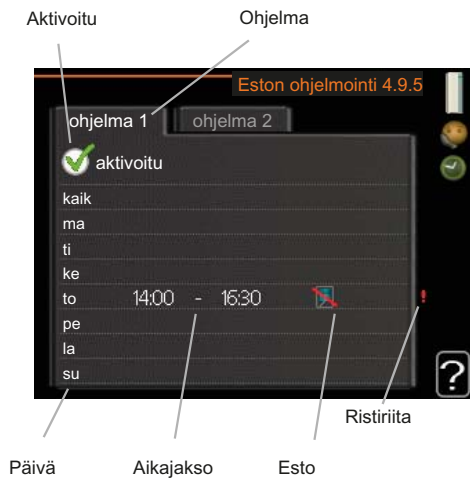 Aktivoitu Ohjelma
Eston ohjelmointi 4.9.5
ohjelma 1 ohjelma 2
aktivoitu
kaik
ma
ti
ke
to 14:00 - 16:30 !
pe
la
su
?
Ristiriita
Päivä Aikajakso Esto